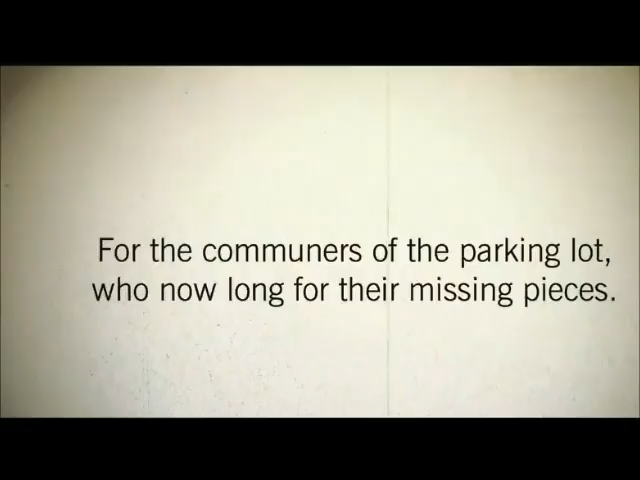 For the communers of the parking lot,
who now long for their missing pieces.